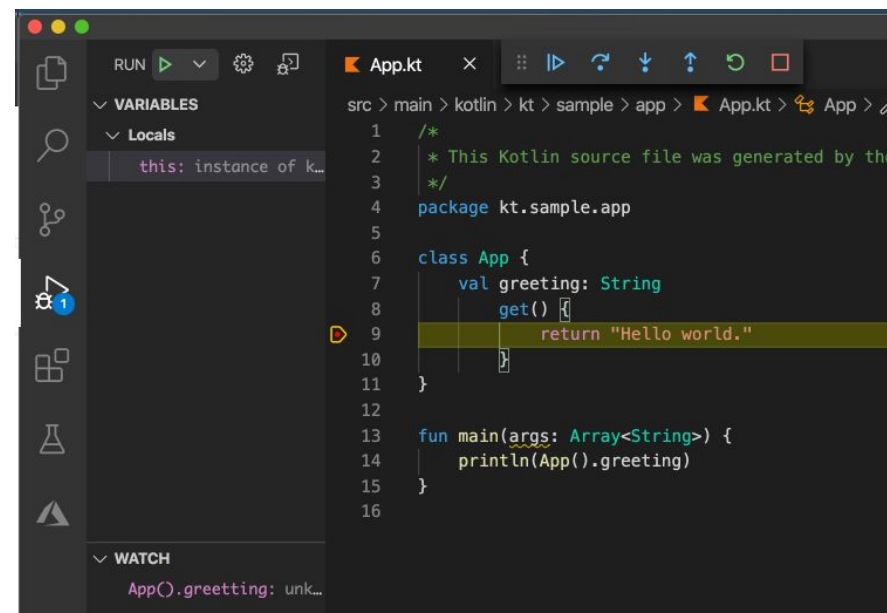 RUN
App.kt
VARIABLES
src > main > kotlin > kt > sample > app > App.kt > App >
Locals
this: instance of k…
1 /*
2 * This Kotlin source file was generated by the
3 */
4 package kt.sample.app
5
6 class App {
7 val greeting: String
8 get() {
9 return "Hello world."
10 }
11 }
12
13 fun main(args: Array<String>) {
14 println(App().greeting)
15 }
16
1
WATCH
App().greetting: unk…